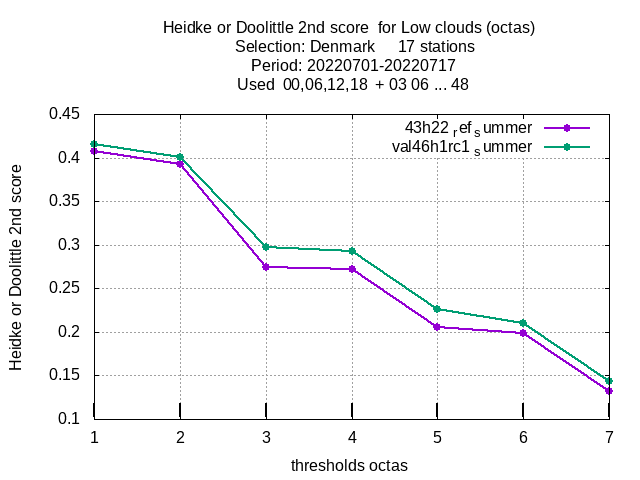 Heidke or Doolittle 2nd score  for Low clouds (octas)
Selection: Denmark     17 stations
Period: 20220701-20220717
Used  00,06,12,18  + 03 06 ... 48
43h22 ref summer
val46h1rc1 summer
Heidke or Doolittle 2nd score
0.45
0.4
0.35
0.3
0.25
0.2
0.15
0.1
1 2 3 4 5 6 7
thresholds octas